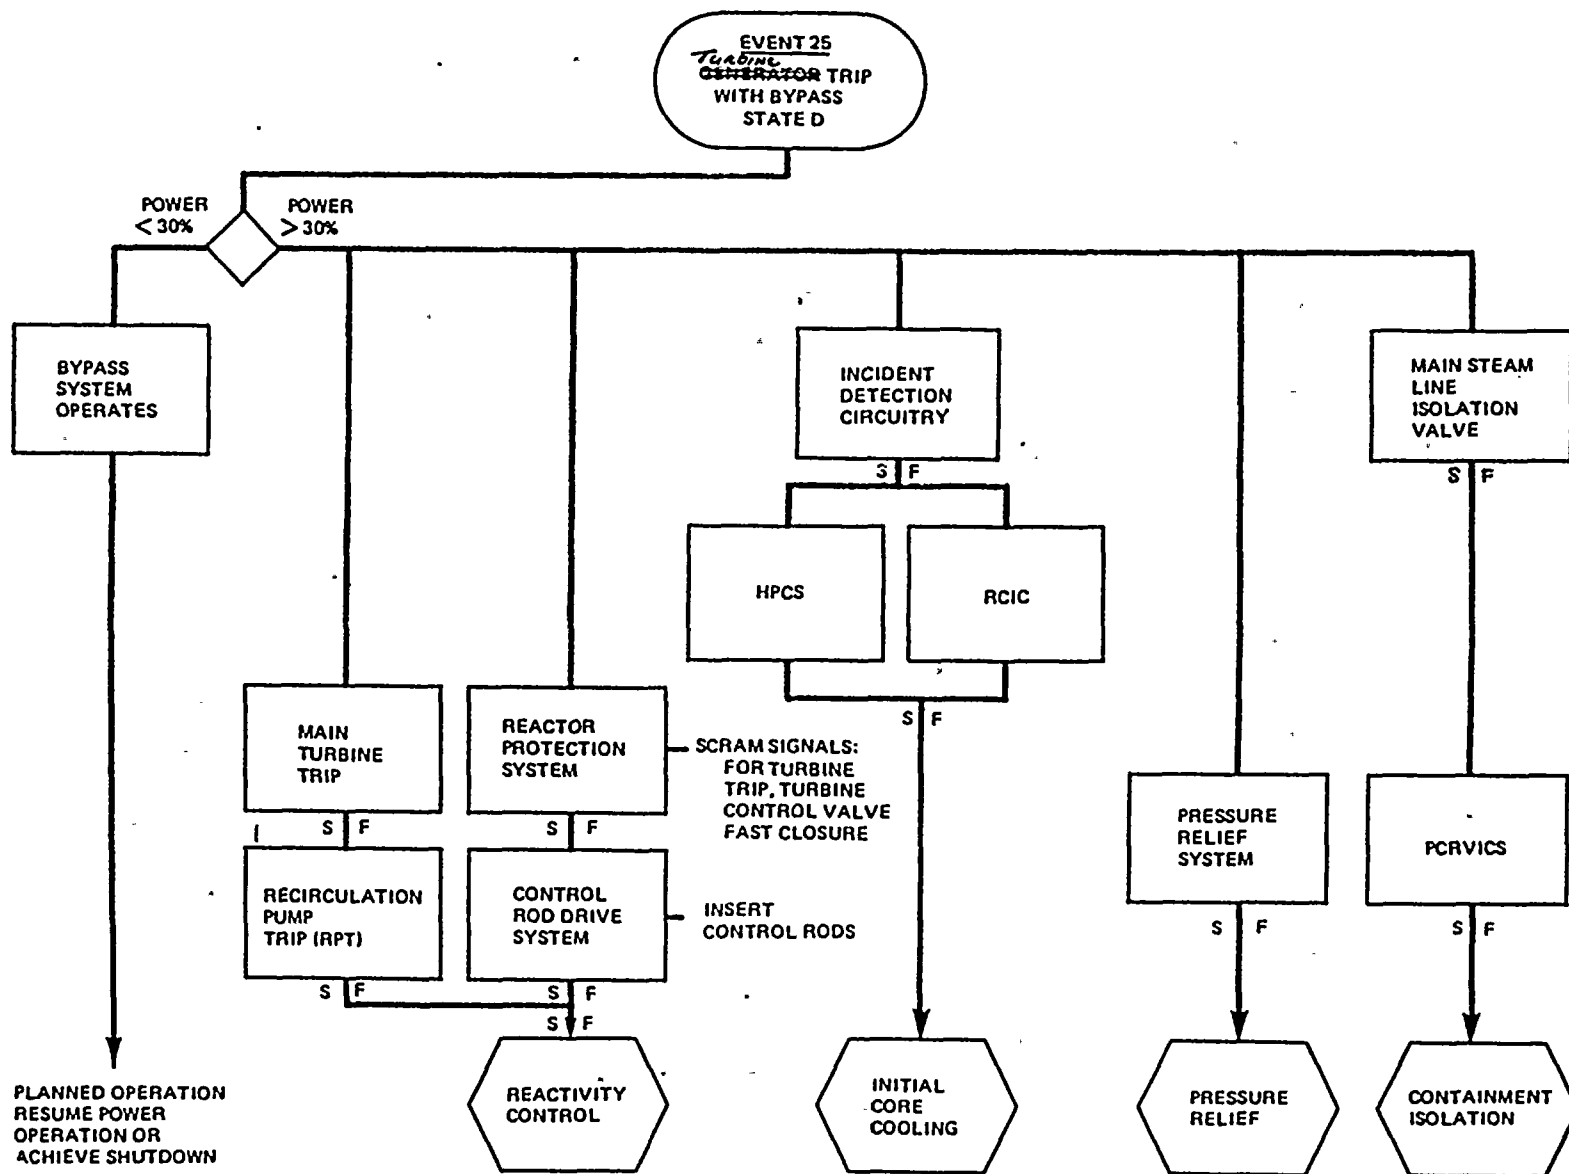 EVENT 25
TURBINE
GENERATOR TRIP
WITH BYPASS
STATE D
POWER
< 30%
POWER
> 30%
BYPASS
SYSTEM
OPERATES
INCIDENT
DETECTION
CIRCUITRY
S F
MAIN STEAM
LINE
ISOLATION
VALVE
S F
HPCS
RCIC
S F
MAIN
TURBINE
TRIP
S F
REACTOR
PROTECTION
SYSTEM
S F
SCRAM SIGNALS:
FOR TURBINE
TRIP, TURBINE
CONTROL VALVE
FAST CLOSURE
RECIRCULATION
PUMP
TRIP (RPT)
S F
CONTROL
ROD DRIVE
SYSTEM
S F
S F
INSERT
CONTROL RODS
PRESSURE
RELIEF
SYSTEM
S F
PCRVICS
S F
PLANNED OPERATION
RESUME POWER
OPERATION OR
ACHIEVE SHUTDOWN
REACTIVITY
CONTROL
INITIAL
CORE
COOLING
PRESSURE
RELIEF
CONTAINMENT
ISOLATION